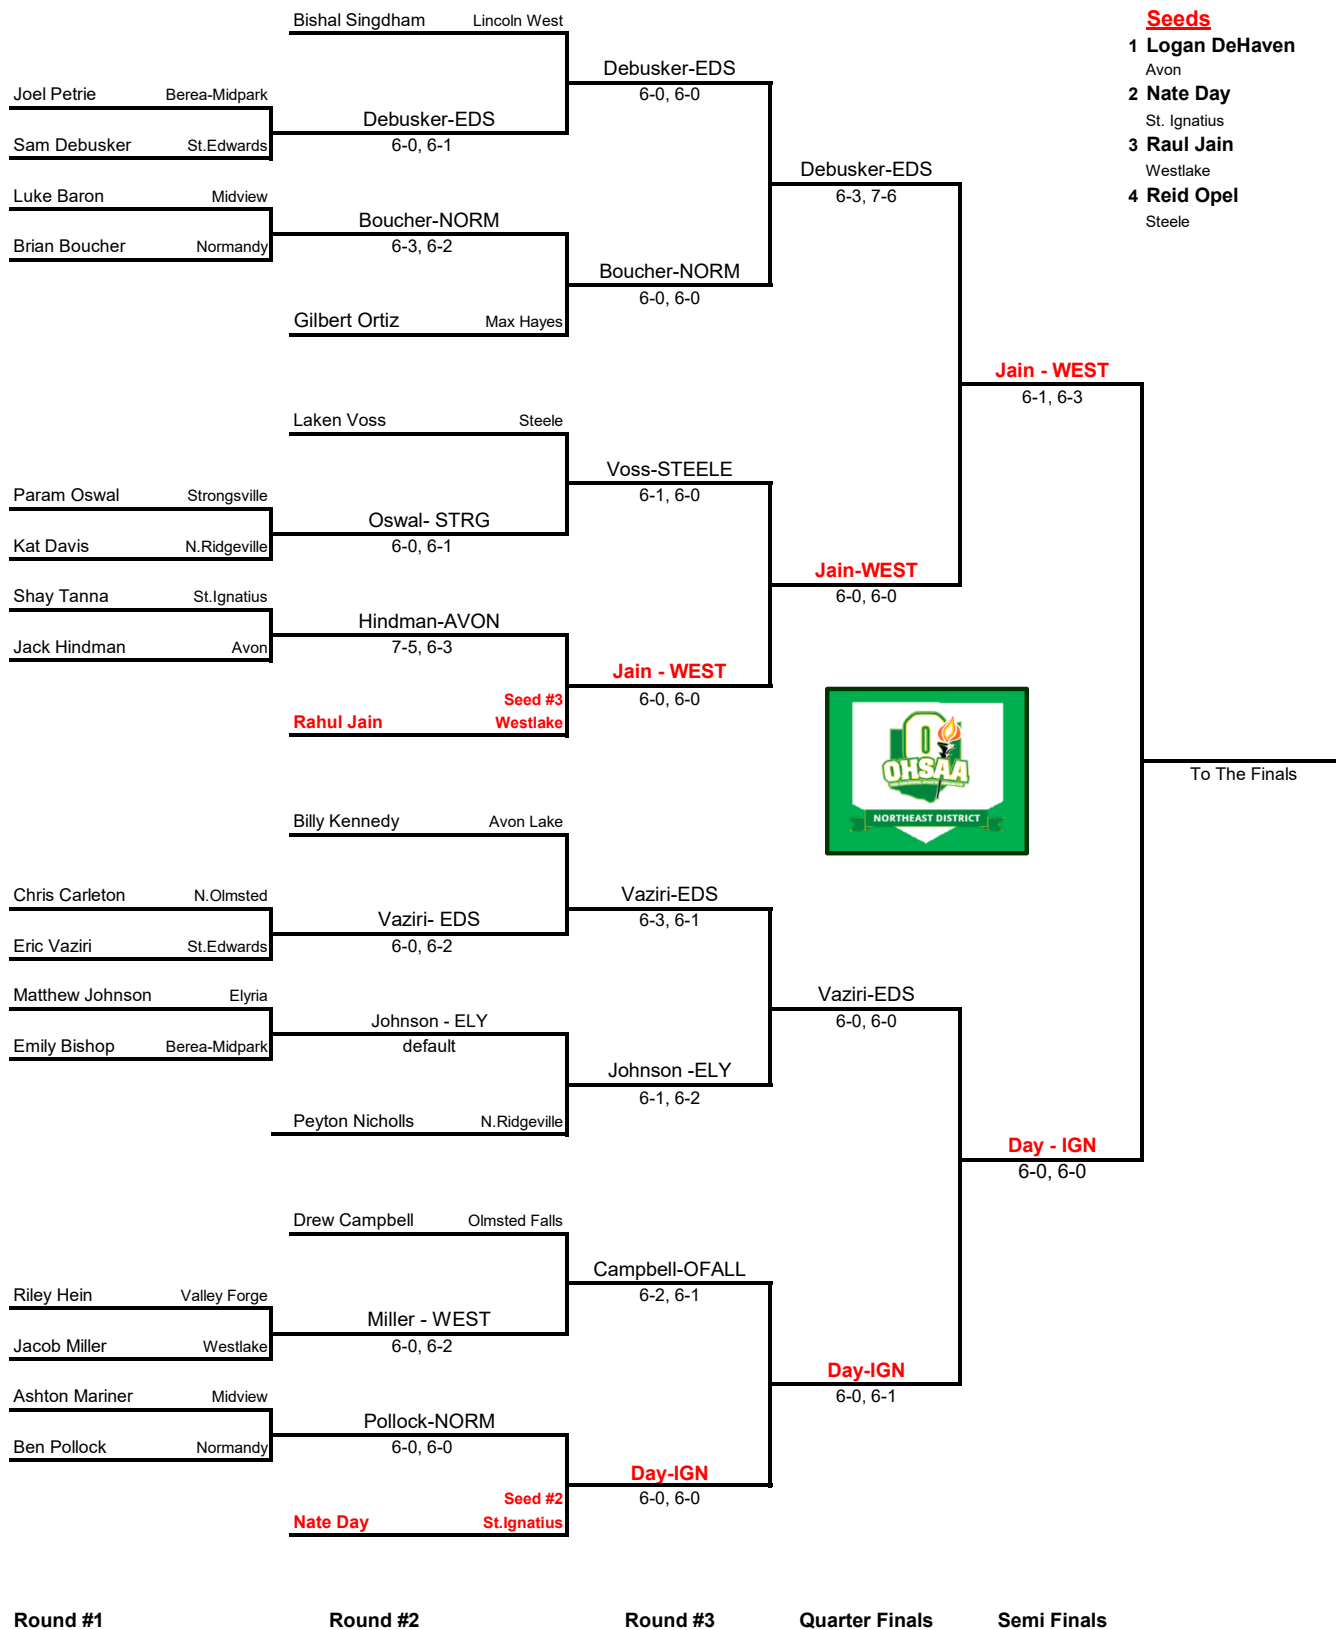 Bishal Singdham Lincoln West
Seeds
1 Logan DeHaven
Avon
2 Nate Day
St. Ignatius
3 Raul Jain
Westlake
4 Reid Opel
Steele
Debusker-EDS
6-0, 6-0
Joel Petrie Berea-Midpark
Debusker-EDS
6-0, 6-1
Sam Debusker St.Edwards
Debusker-EDS
6-3, 7-6
Luke Baron Midview
Boucher-NORM
6-3, 6-2
Brian Boucher Normandy
Boucher-NORM
6-0, 6-0
Gilbert Ortiz Max Hayes
Jain - WEST
6-1, 6-3
Laken Voss Steele
Voss-STEELE
6-1, 6-0
Param Oswal Strongsville
Oswal- STRG
6-0, 6-1
Kat Davis N.Ridgeville
Jain-WEST
6-0, 6-0
Shay Tanna St.Ignatius
Hindman-AVON
7-5, 6-3
Jack Hindman Avon
Jain - WEST
6-0, 6-0
Seed #3
Rahul Jain Westlake
OHSAA
NORTHEAST DISTRICT
To The Finals
Billy Kennedy Avon Lake
Chris Carleton N.Olmsted
Vaziri-EDS
6-3, 6-1
Vaziri- EDS
6-0, 6-2
Eric Vaziri St.Edwards
Matthew Johnson Elyria
Vaziri-EDS
6-0, 6-0
Johnson - ELY
default
Emily Bishop Berea-Midpark
Johnson -ELY
6-1, 6-2
Peyton Nicholls N.Ridgeville
Day - IGN
6-0, 6-0
Drew Campbell Olmsted Falls
Campbell-OFALL
6-2, 6-1
Riley Hein Valley Forge
Miller - WEST
6-0, 6-2
Jacob Miller Westlake
Day-IGN
6-0, 6-1
Ashton Mariner Midview
Pollock-NORM
6-0, 6-0
Ben Pollock Normandy
Day-IGN
6-0, 6-0
Seed #2
Nate Day St.Ignatius
Round #1 Round #2 Round #3 Quarter Finals Semi Finals